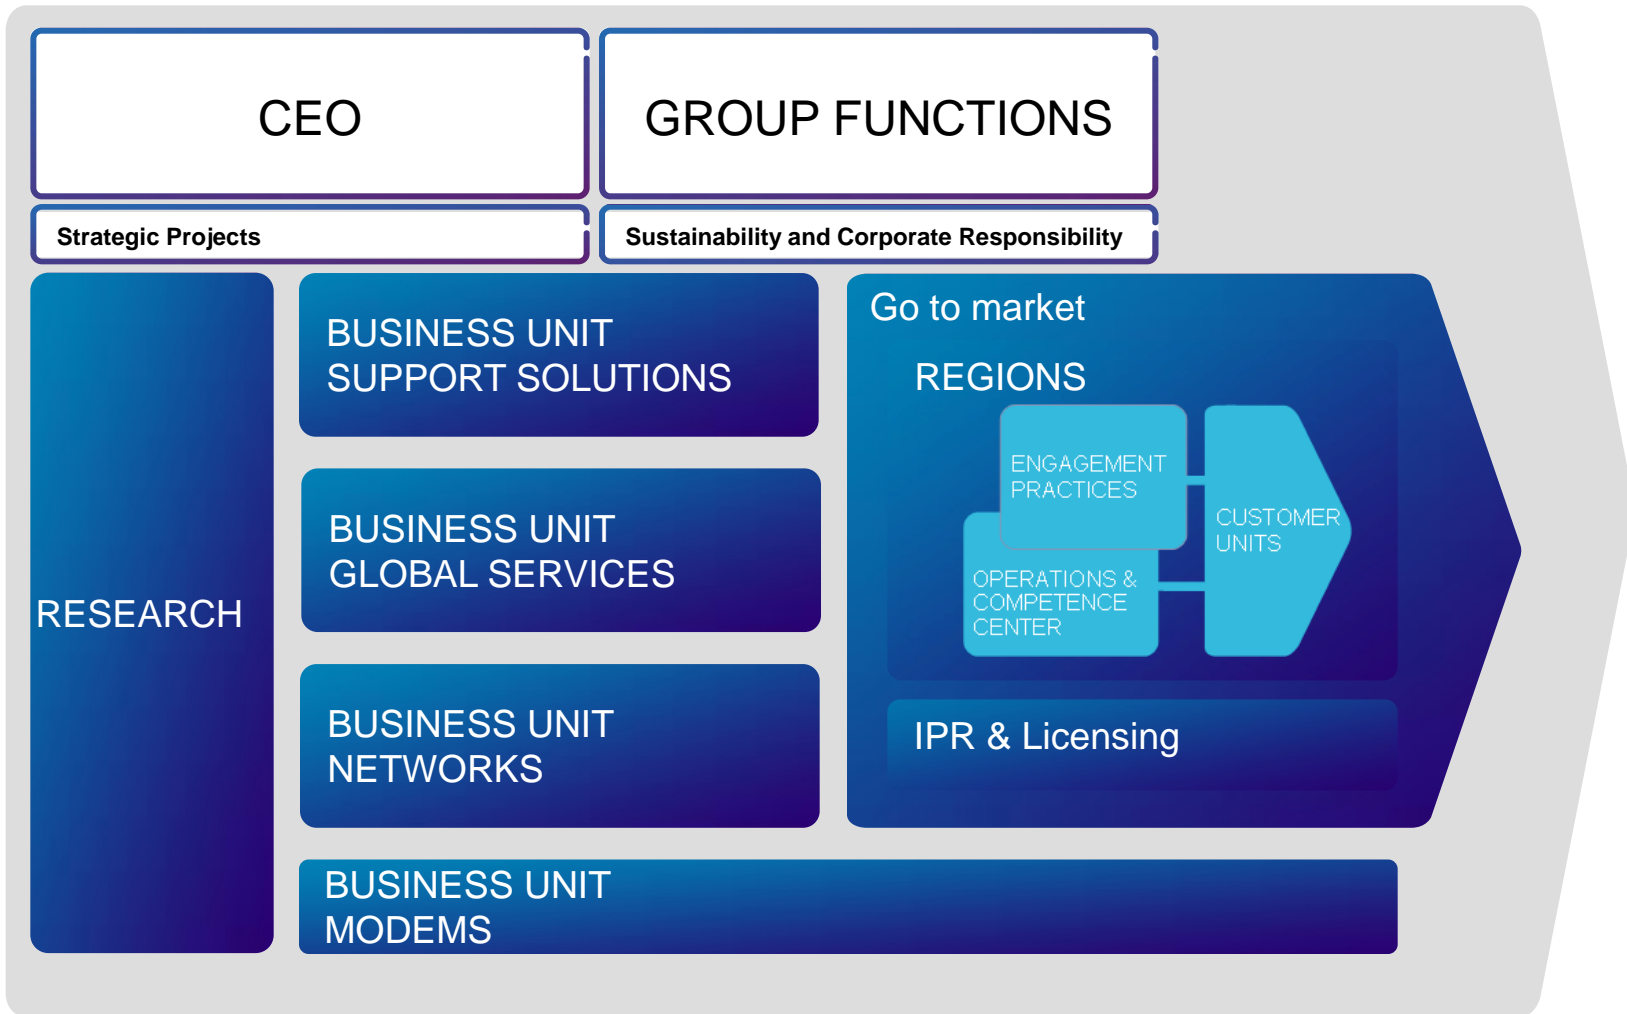 CEO
GROUP FUNCTIONS
Strategic Projects
Sustainability and Corporate Responsibility
RESEARCH
BUSINESS UNIT
SUPPORT SOLUTIONS
BUSINESS UNIT
GLOBAL SERVICES
BUSINESS UNIT
NETWORKS
BUSINESS UNIT
MODEMS
Go to market
REGIONS
ENGAGEMENT
PRACTICES
OPERATIONS &
COMPETENCE
CENTER
CUSTOMER
UNITS
IPR & Licensing